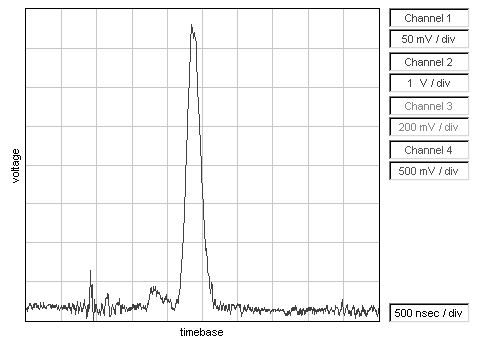 Channel 1
50 mV / div
Channel 2
1 V / div
Channel 3
200 mV / div
Channel 4
500 mV / div
voltage
500 nsec / div
timebase